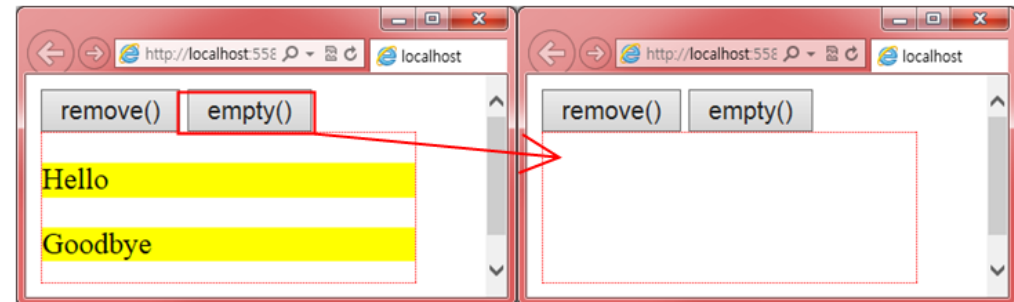 http://localhost:558
localhost
remove()
empty()
Hello
Goodbye
http://localhost:558
localhost
remove()
empty()